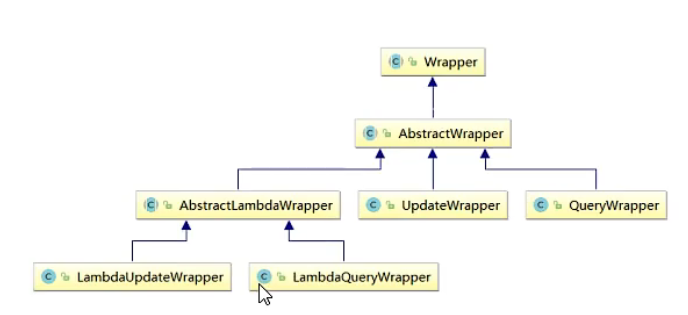 Wrapper
AbstractWrapper
AbstractLambdaWrapper
UpdateWrapper
QueryWrapper
LambdaUpdateWrapper
LambdaQueryWrapper